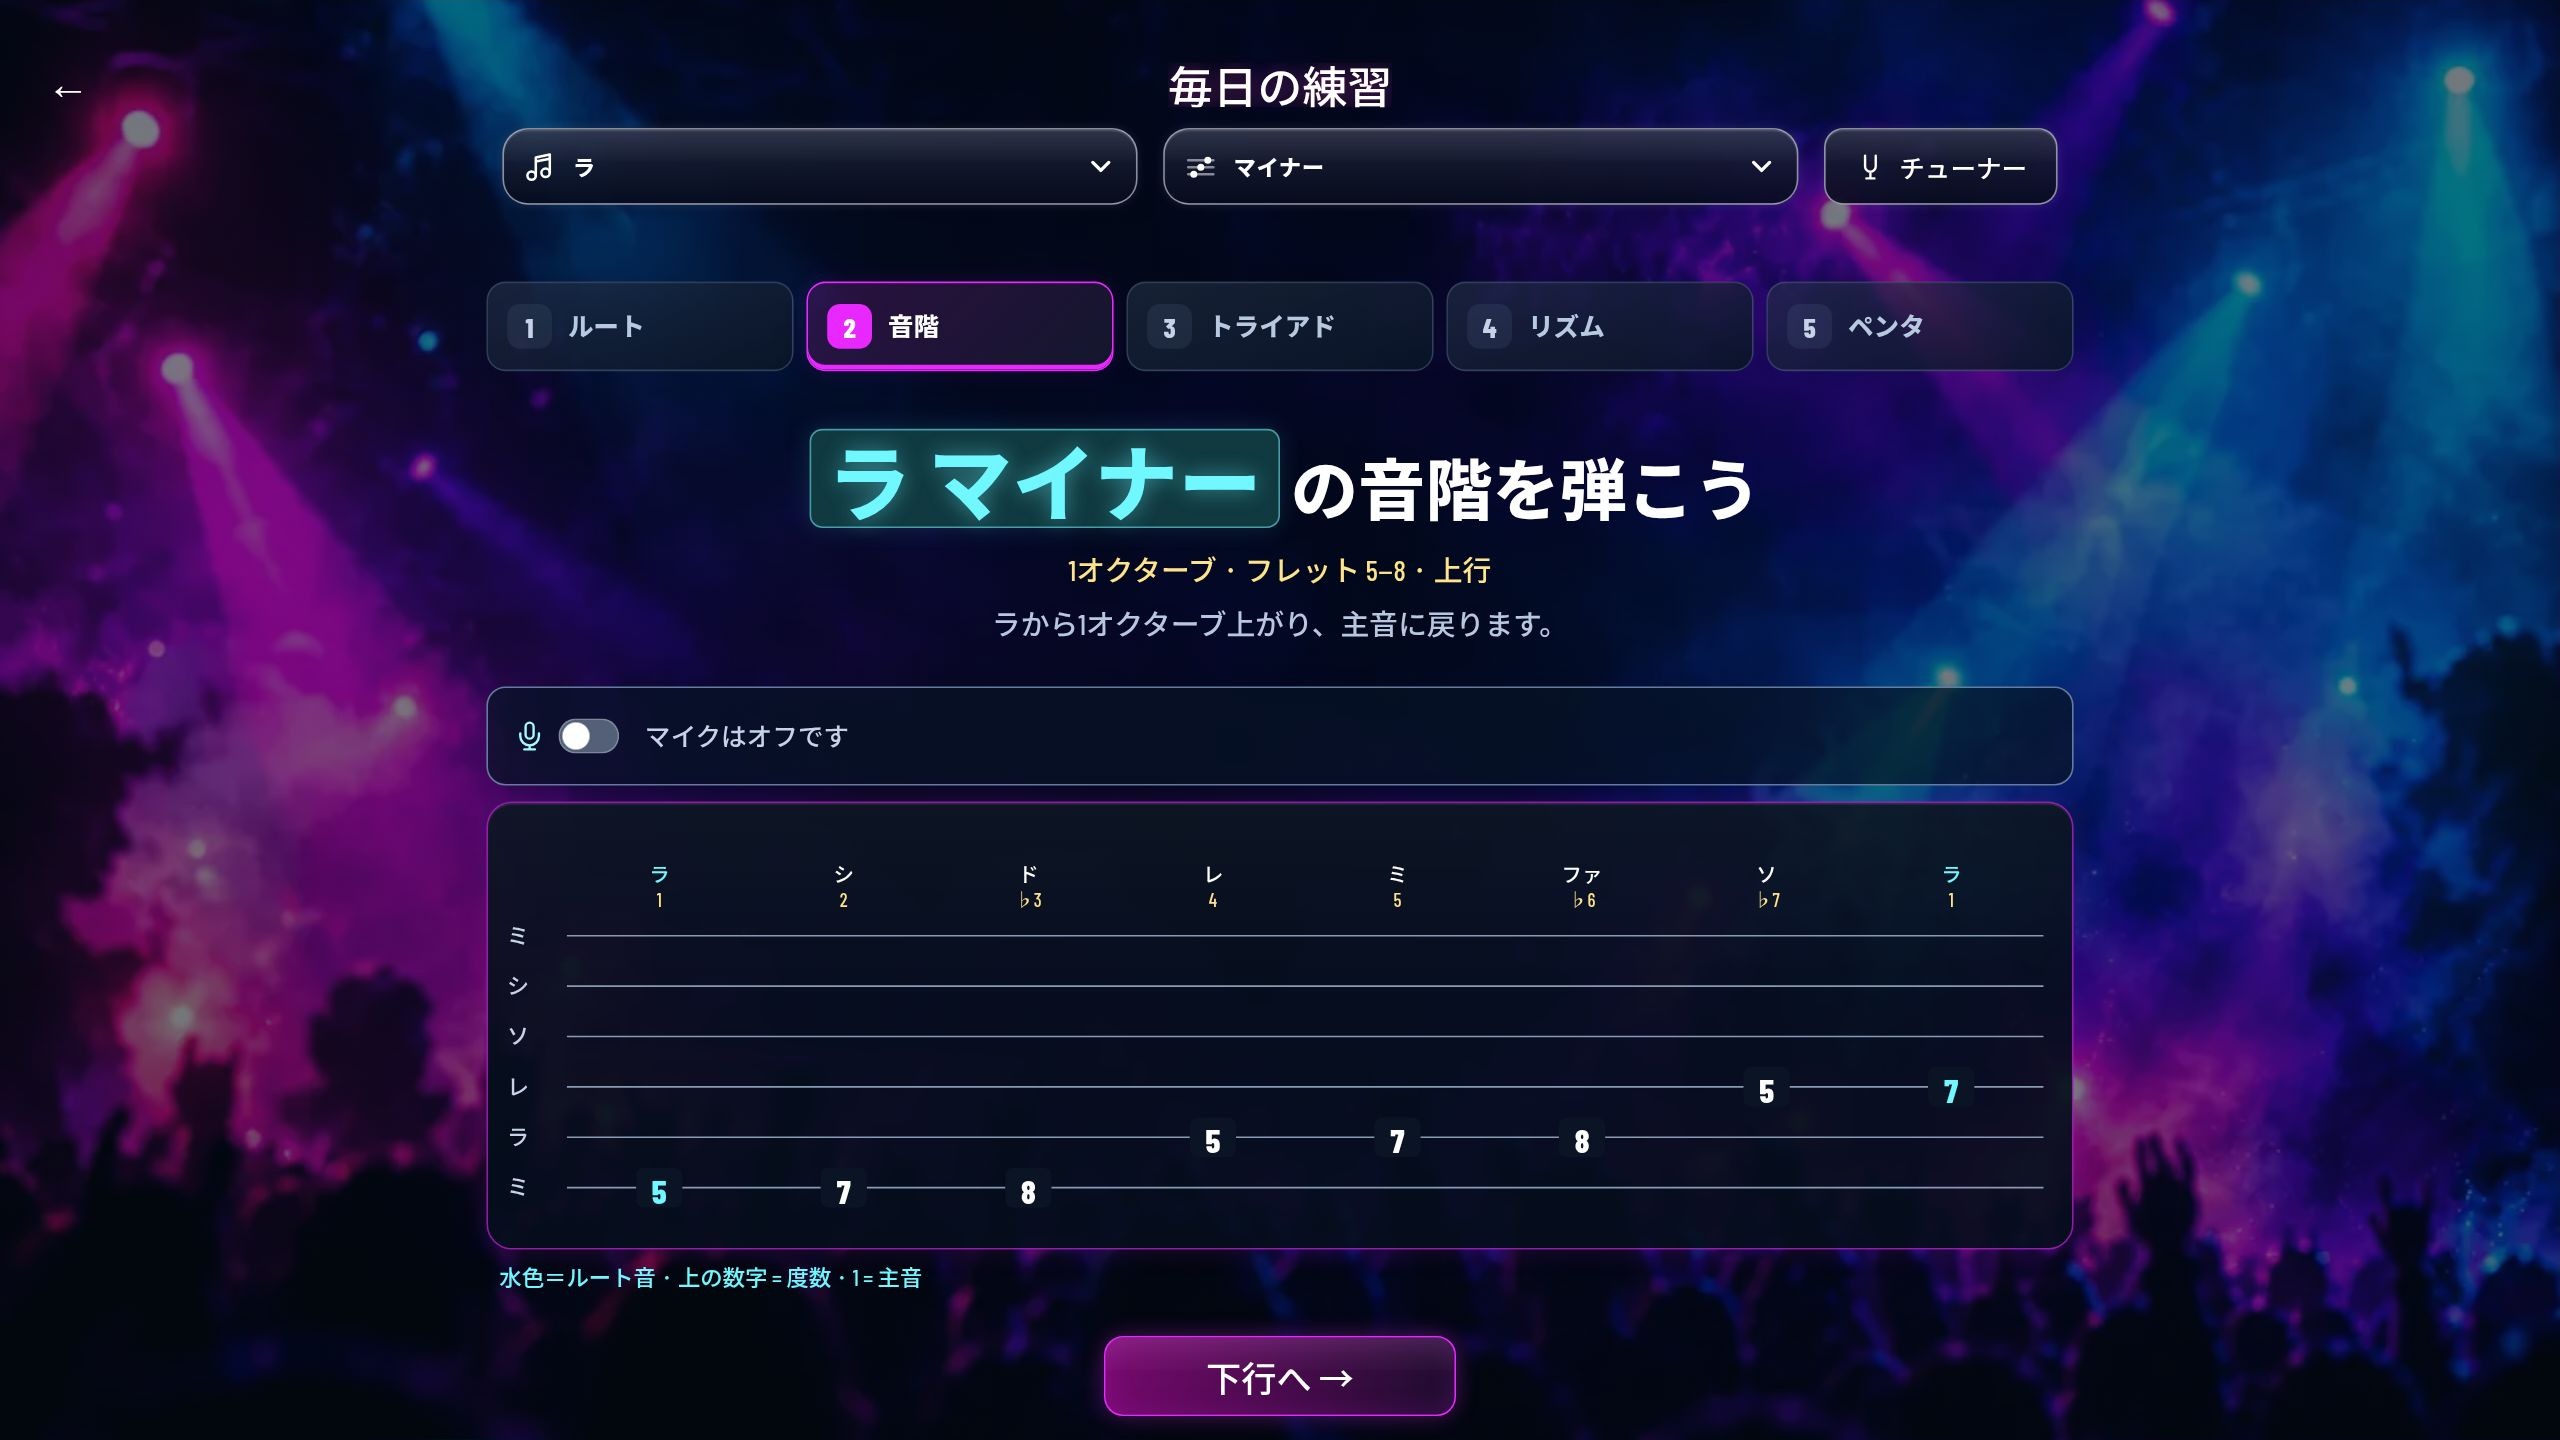 ←
毎日の練習
ラ
マイナー
チューナー
1 ルート
2 音階
3 トライアド
4 リズム
5 ペンタ
ラ マイナー の音階を弾こう
1オクターブ · フレット 5–8 · 上行
ラから1オクターブ上がり、主音に戻ります。
マイクはオフです
ラ シ ド レ ミ ファ ソ ラ
1 2 ♭3 4 5 ♭6 ♭7 1
ミ
シ
ソ
レ 5 7
ラ 5 7 8
ミ 5 7 8
水色＝ルート音 · 上の数字 = 度数 · 1 = 主音
下行へ →